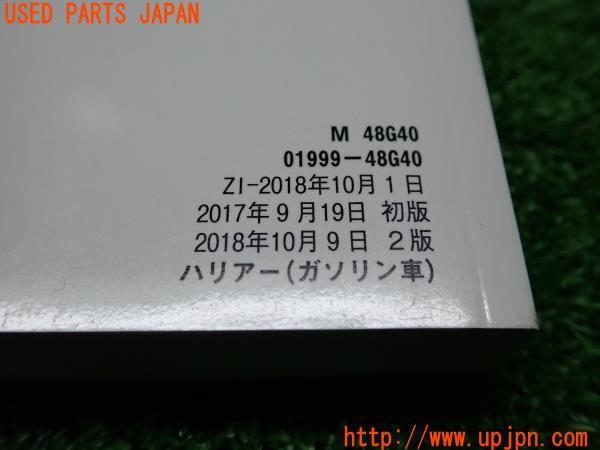 USED PARTS JAPAN
M 48G40
01999-48G40
ZI-2018年10月1日
2017年9月19日 初版
2018年10月9日 2版
ハリアー(ガソリン車)
http://www.upjpn.com/